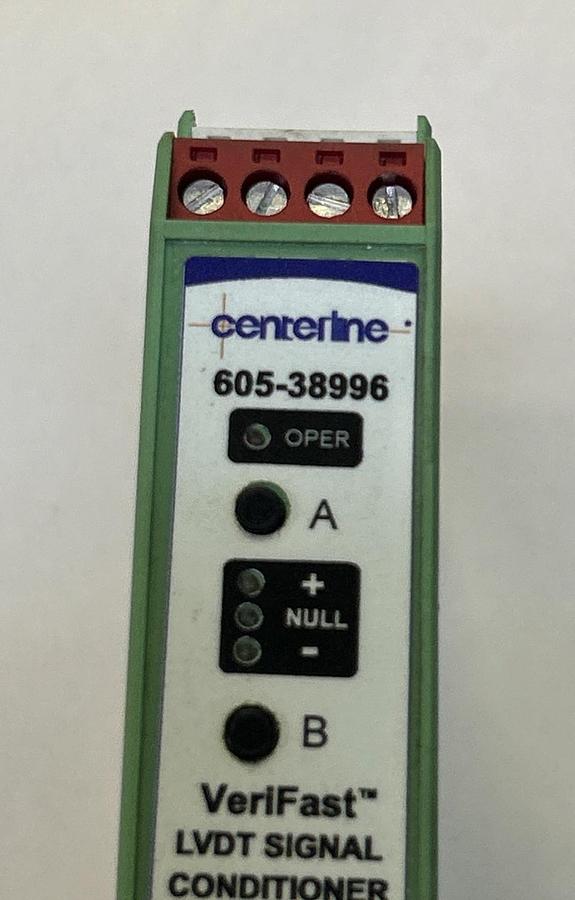 centerline
605-38996
OPER
A
+
NULL
-
B
VeriFast™
LVDT SIGNAL
CONDITIONER